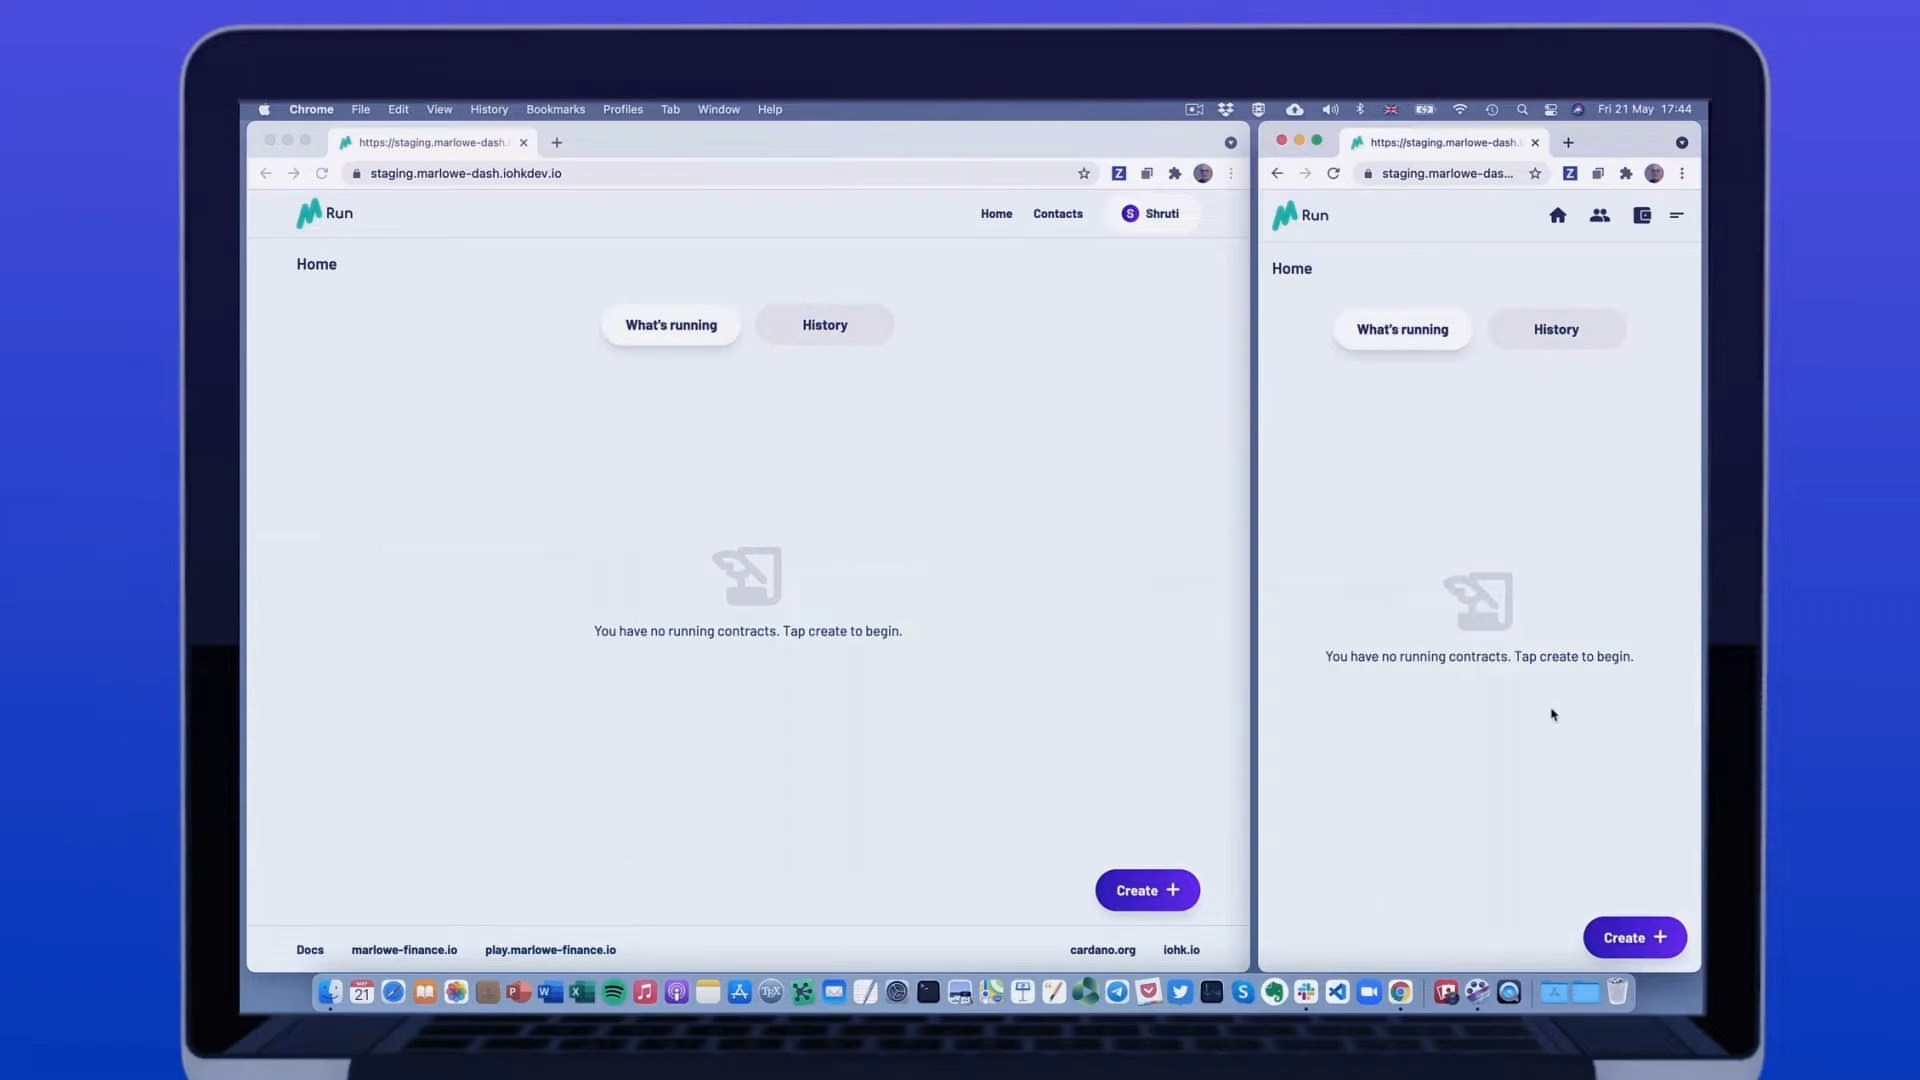 Chrome File Edit View History Bookmarks Profiles Tab Window Help Fri 21 May 17:44
https://staging.marlowe-dash.i
staging.marlowe-dash.iohkdev.io
Run Home Contacts S Shruti
Home
What's running History
You have no running contracts. Tap create to begin.
Create +
Docs marlowe-finance.io play.marlowe-finance.io cardano.org iohk.io
https://staging.marlowe-dash.i
staging.marlowe-das...
Run
Home
What's running History
You have no running contracts. Tap create to begin.
Create +
21